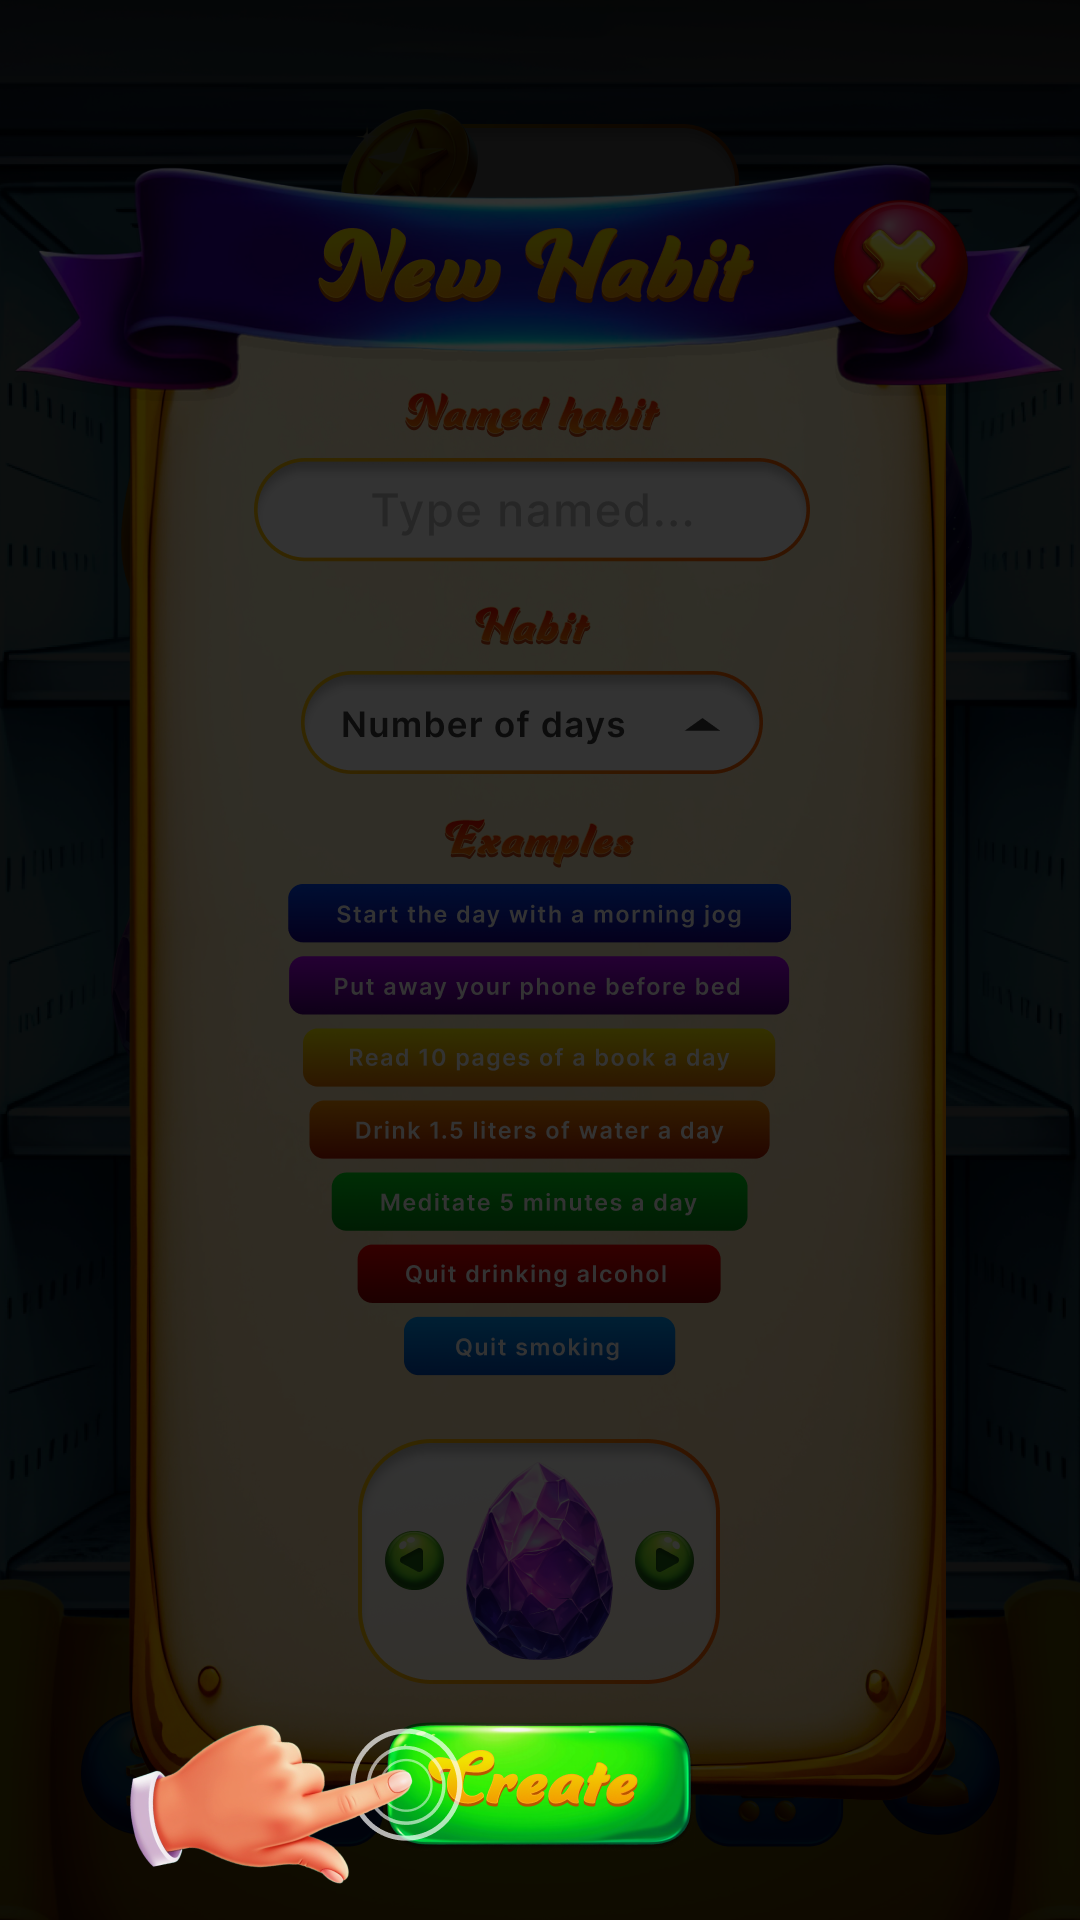 New Habit
Named habit
Type named...
Habit
Number of days
Examples
Start the day with a morning jog
Put away your phone before bed
Read 10 pages of a book a day
Drink 1.5 liters of water a day
Meditate 5 minutes a day
Quit drinking alcohol
Quit smoking
Create